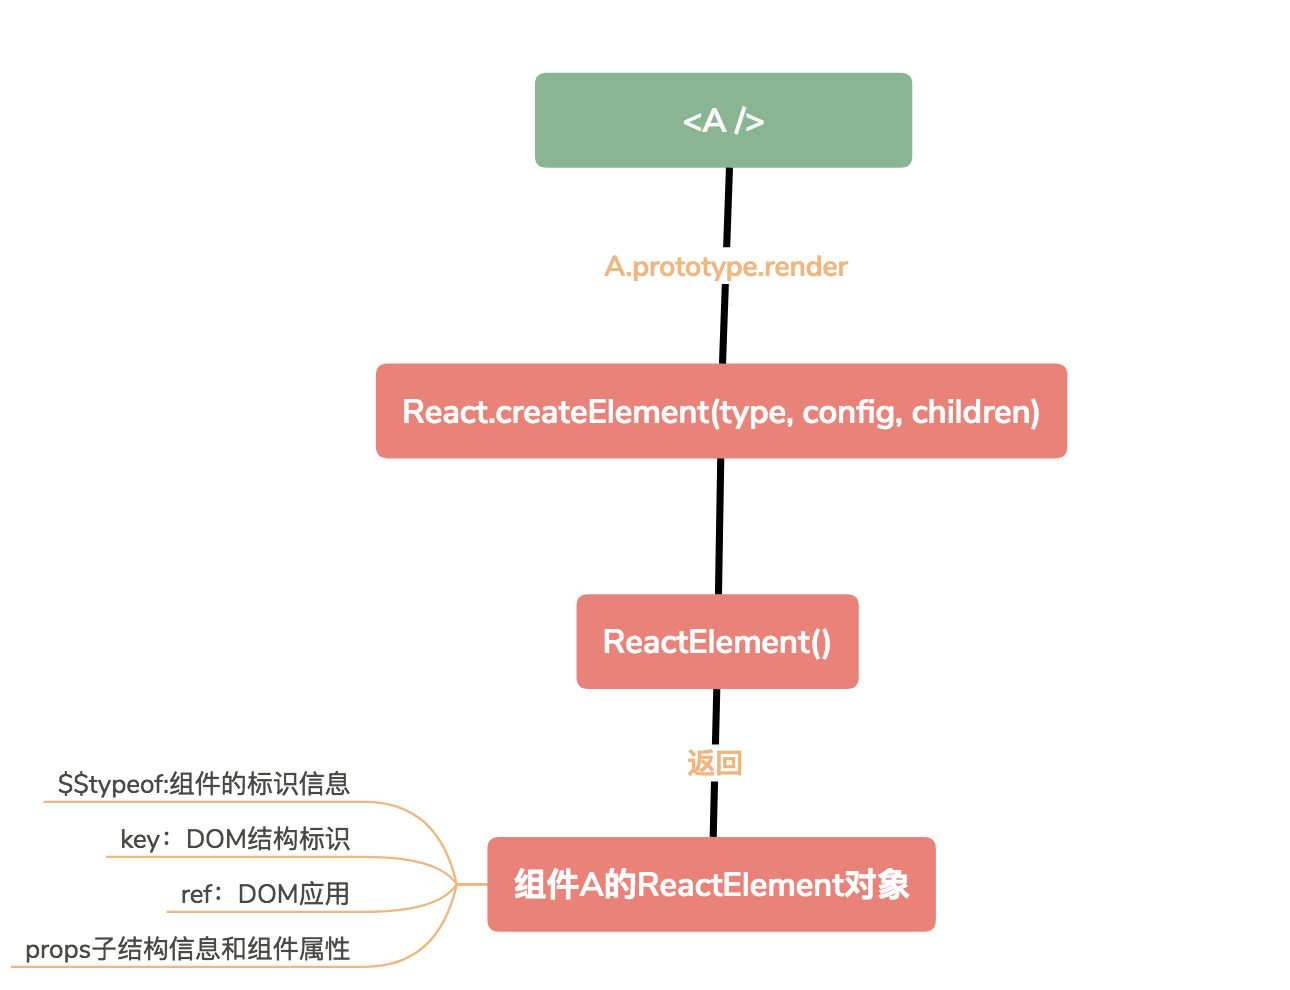 <A />
A.prototype.render
React.createElement(type, config, children)
ReactElement()
返回
组件A的ReactElement对象
$$typeof:组件的标识信息
key：DOM结构标识
ref：DOM应用
props子结构信息和组件属性